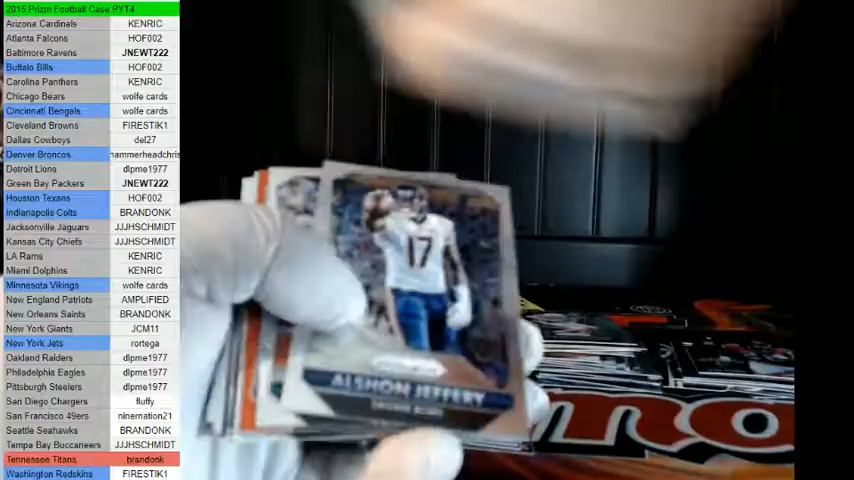 2015 Prizm Football Case PYT4
Arizona Cardinals KENRIC
Atlanta Falcons HOF002
Baltimore Ravens JNEWT222
Buffalo Bills HOF002
Carolina Panthers KENRIC
Chicago Bears wolfe cards
Cincinnati Bengals wolfe cards
Cleveland Browns FIRESTIK1
Dallas Cowboys del27
Denver Broncos hammerheadchris
Detroit Lions dlpme1977
Green Bay Packers JNEWT222
Houston Texans HOF002
Indianapolis Colts BRANDONK
Jacksonville Jaguars JJJHSCHMIDT
Kansas City Chiefs JJJHSCHMIDT
LA Rams KENRIC
Miami Dolphins KENRIC
Minnesota Vikings wolfe cards
New England Patriots AMPLIFIED
New Orleans Saints BRANDONK
New York Giants JCM11
New York Jets rortega
Oakland Raiders dlpme1977
Philadelphia Eagles dlpme1977
Pittsburgh Steelers dlpme1977
San Diego Chargers fluffy
San Francisco 49ers ninernation21
Seattle Seahawks BRANDONK
Tampa Bay Buccaneers JJJHSCHMIDT
Tennessee Titans brandonk
Washington Redskins FIRESTIK1
17
ALSHON JEFFERY